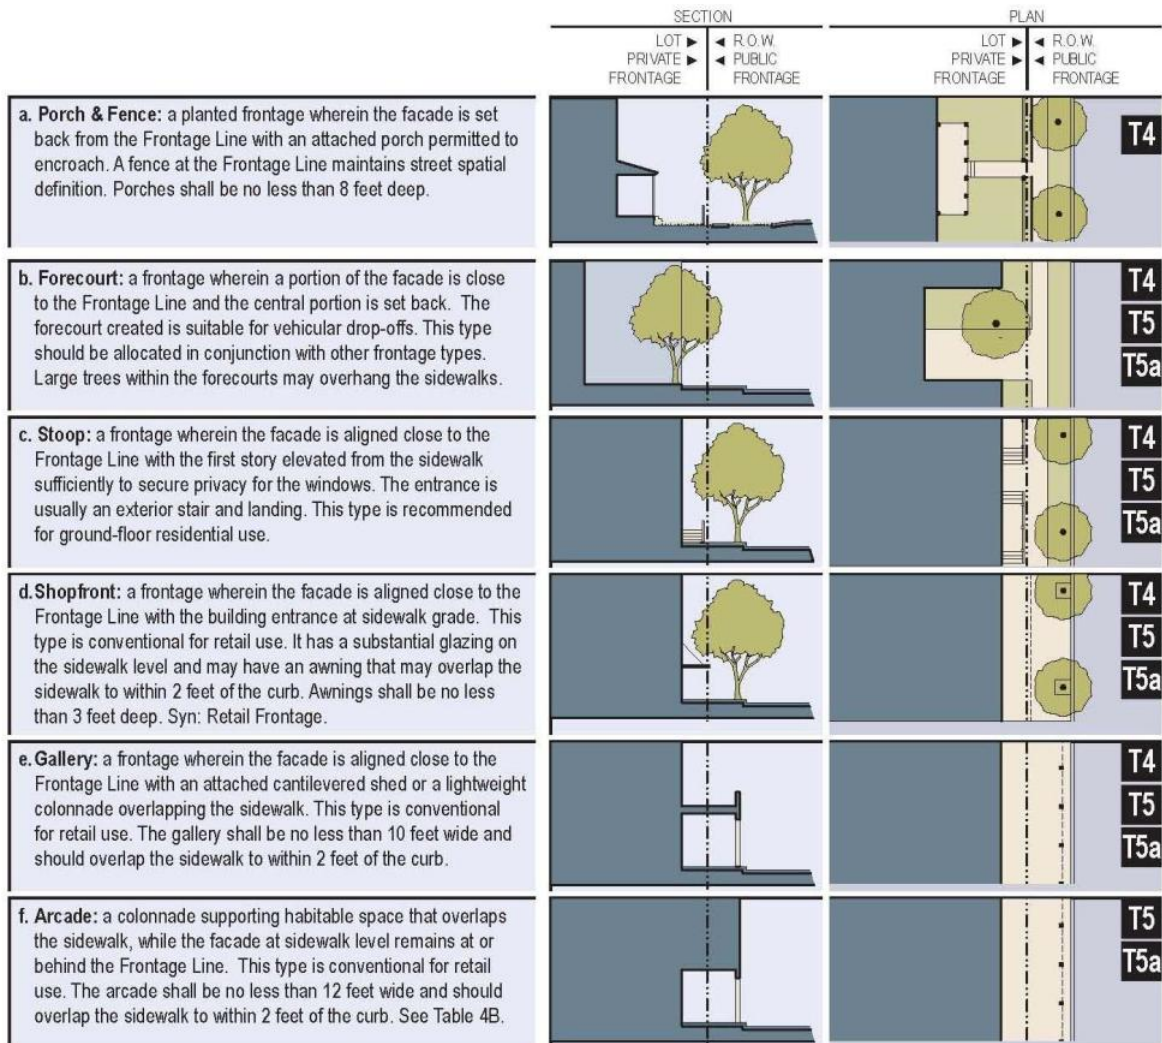 SECTION
PLAN
LOT ► ◄ R.O.W.
PRIVATE ► ◄ PUBLIC
FRONTAGE FRONTAGE
LOT ► ◄ R.O.W.
PRIVATE ► ◄ PUBLIC
FRONTAGE FRONTAGE
a. Porch & Fence: a planted frontage wherein the facade is set
back from the Frontage Line with an attached porch permitted to
encroach. A fence at the Frontage Line maintains street spatial
definition. Porches shall be no less than 8 feet deep.
T4
b. Forecourt: a frontage wherein a portion of the facade is close
to the Frontage Line and the central portion is set back. The
forecourt created is suitable for vehicular drop-offs. This type
should be allocated in conjunction with other frontage types.
Large trees within the forecourts may overhang the sidewalks.
T4
T5
T5a
c. Stoop: a frontage wherein the facade is aligned close to the
Frontage Line with the first story elevated from the sidewalk
sufficiently to secure privacy for the windows. The entrance is
usually an exterior stair and landing. This type is recommended
for ground-floor residential use.
T4
T5
T5a
d. Shopfront: a frontage wherein the facade is aligned close to the
Frontage Line with the building entrance at sidewalk grade. This
type is conventional for retail use. It has a substantial glazing on
the sidewalk level and may have an awning that may overlap the
sidewalk to within 2 feet of the curb. Awnings shall be no less
than 3 feet deep. Syn: Retail Frontage.
T4
T5
T5a
e. Gallery: a frontage wherein the facade is aligned close to the
Frontage Line with an attached cantilevered shed or a lightweight
colonnade overlapping the sidewalk. This type is conventional
for retail use. The gallery shall be no less than 10 feet wide and
should overlap the sidewalk to within 2 feet of the curb.
T4
T5
T5a
f. Arcade: a colonnade supporting habitable space that overlaps
the sidewalk, while the facade at sidewalk level remains at or
behind the Frontage Line. This type is conventional for retail
use. The arcade shall be no less than 12 feet wide and should
overlap the sidewalk to within 2 feet of the curb. See Table 4B.
T5
T5a